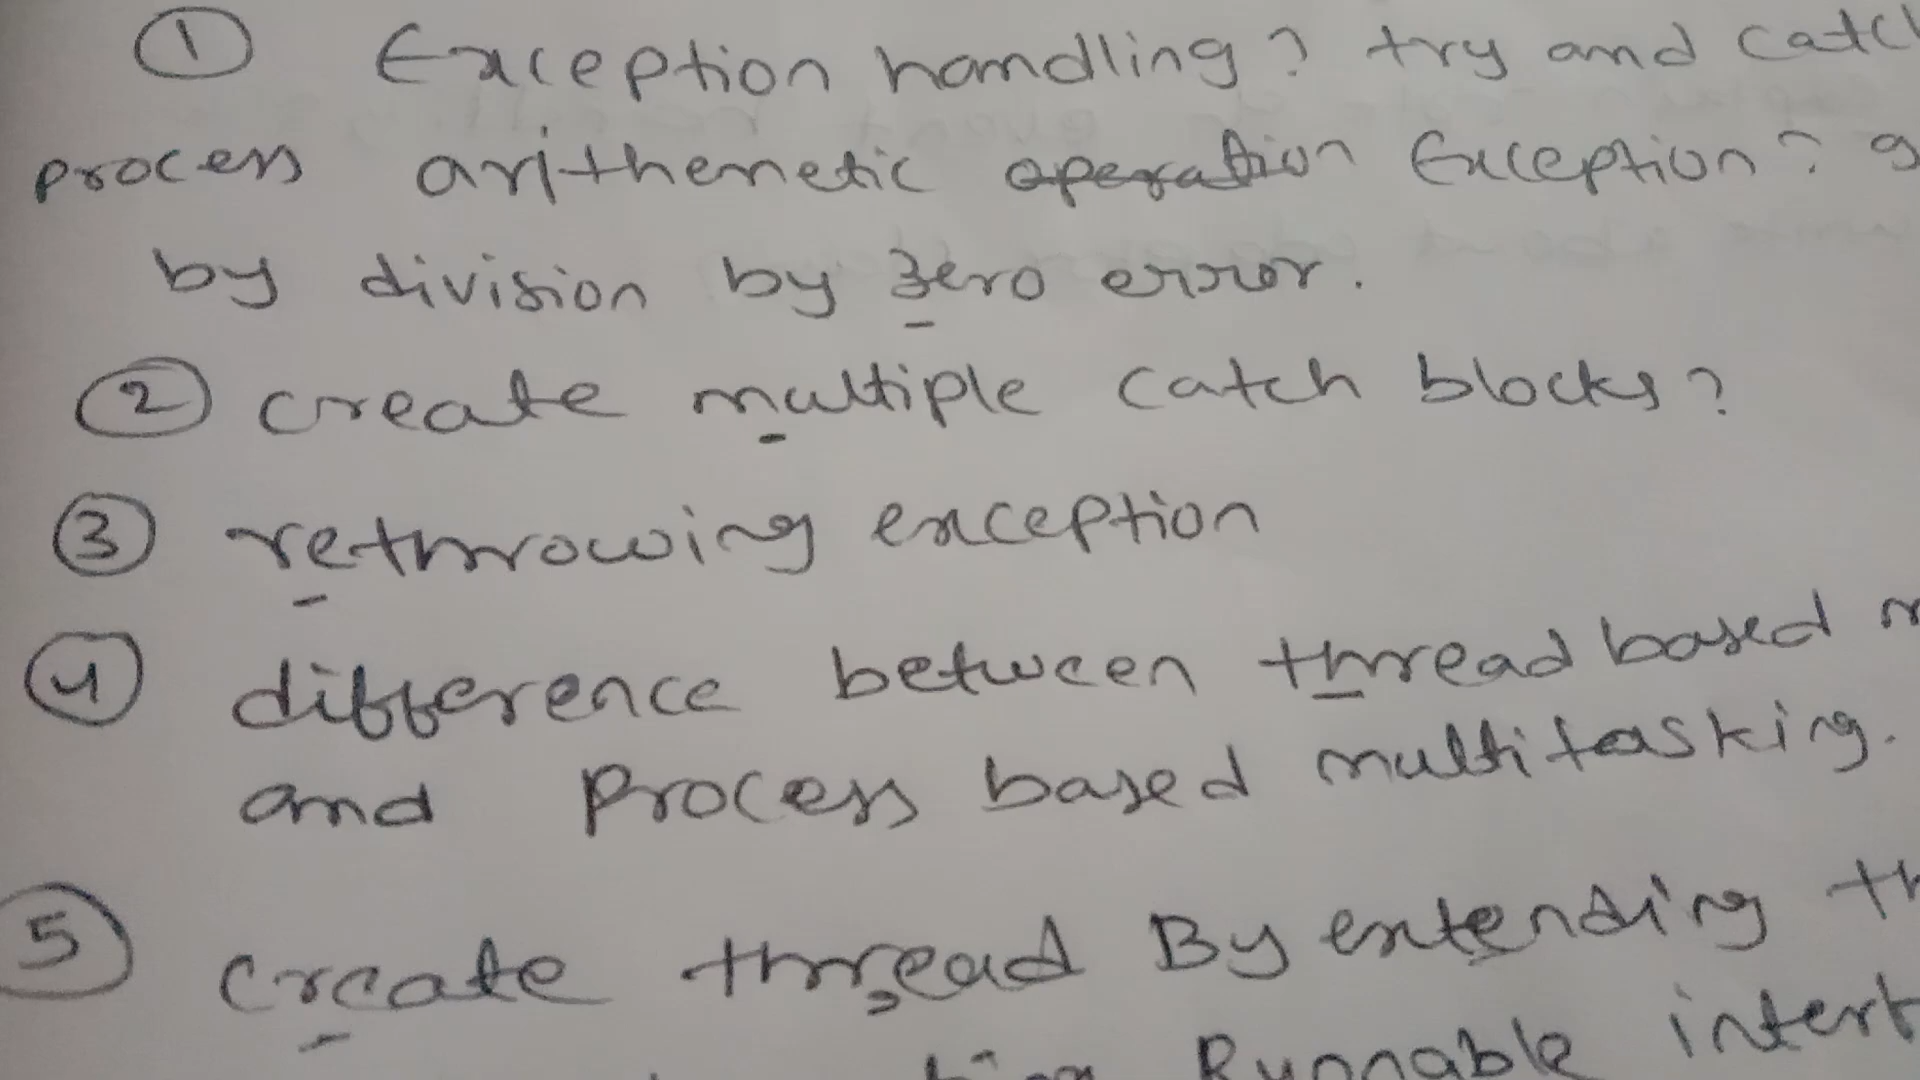 ① Exception handling? try and catch
process arithemetic Exception?
by division by zero error.
② create multiple catch blocks?
③ rethrowing exception
④ difference between thread based
and process based multitasking.
⑤ create thread By extending
Runnable interf